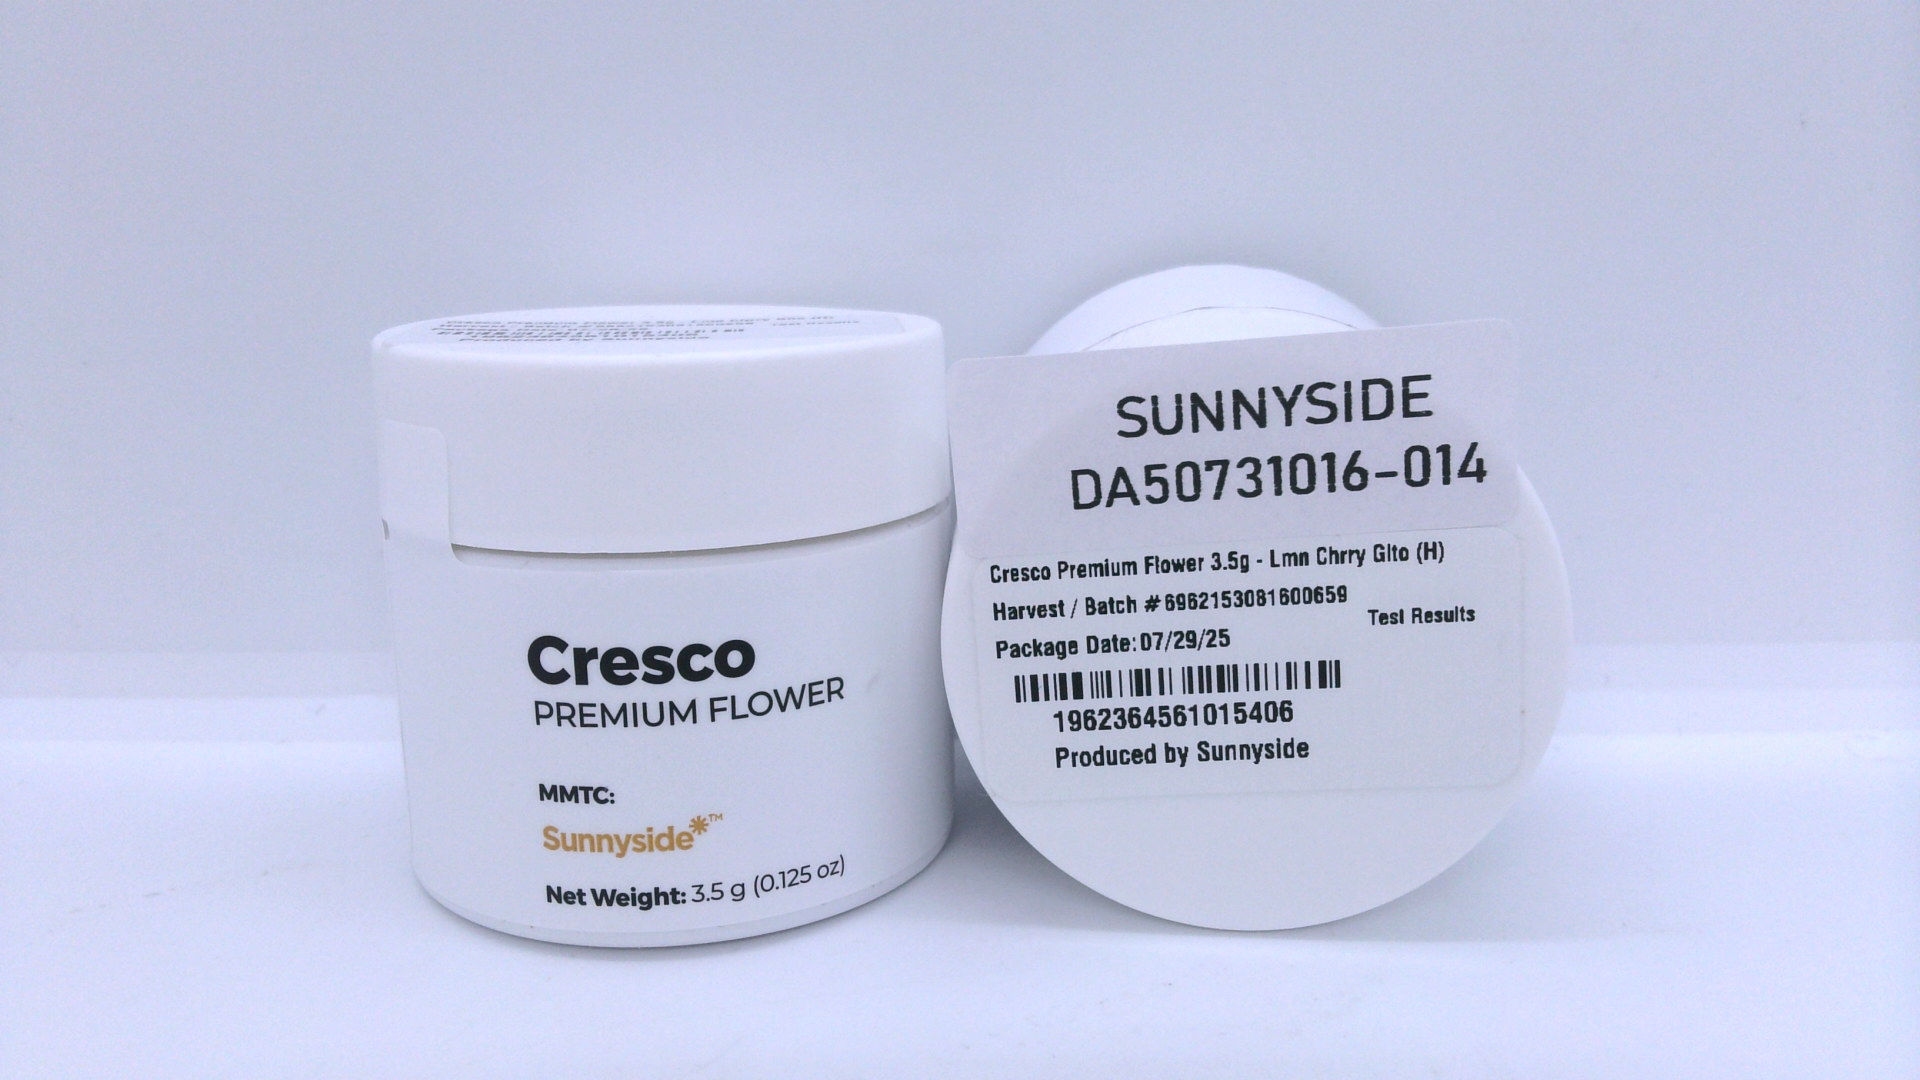 Cresco
PREMIUM FLOWER
MMTC:
Sunnyside™
Net Weight: 3.5 g (0.125 oz)
SUNNYSIDE
DA50731016-014
Cresco Premium Flower 3.5g - Lmn Chrry Glto (H)
Harvest / Batch #6962153081600659
Test Results
Package Date: 07/29/25
1962364561015406
Produced by Sunnyside